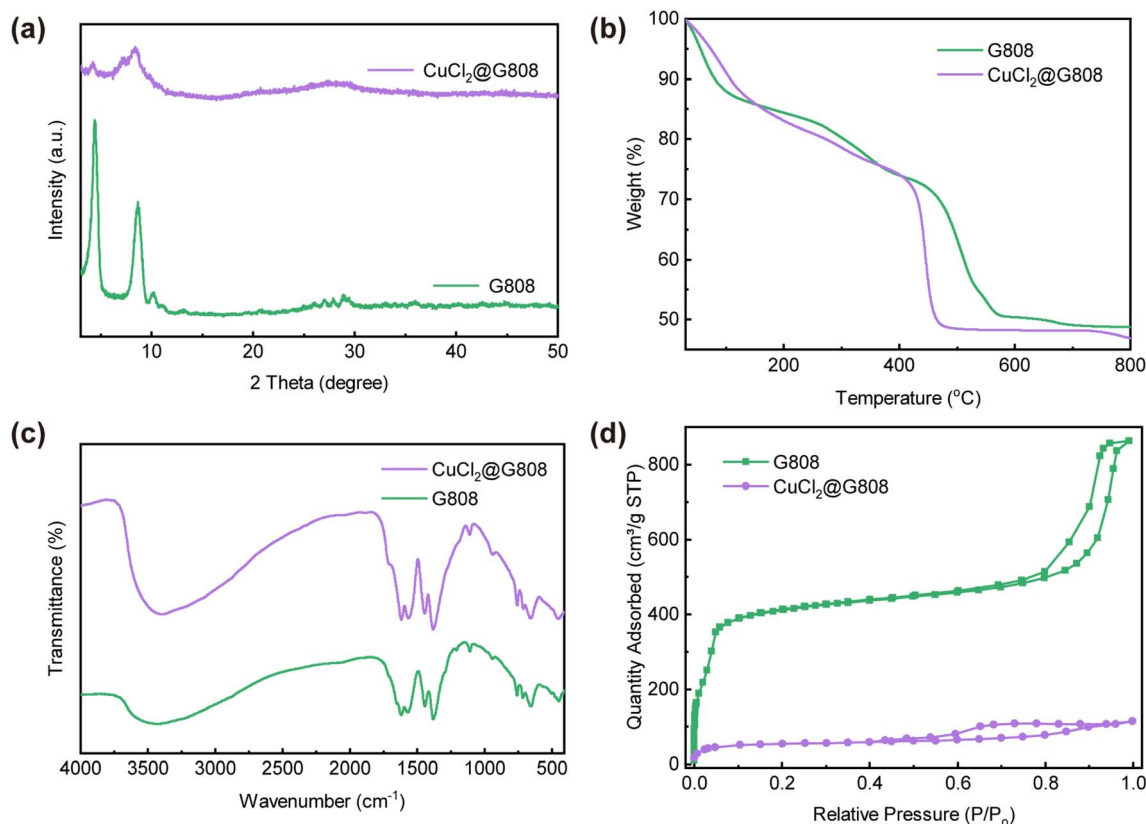 (a)
CuCl₂@G808
G808
Intensity (a.u.)
10 20 30 40 50
2 Theta (degree)
(b)
G808
CuCl₂@G808
Weight (%)
100
90
80
70
60
50
200 400 600 800
Temperature (°C)
(c)
CuCl₂@G808
G808
Transmittance (%)
4000 3500 3000 2500 2000 1500 1000 500
Wavenumber (cm⁻¹)
(d)
G808
CuCl₂@G808
Quantity Adsorbed (cm³/g STP)
800
600
400
200
0
0.0 0.2 0.4 0.6 0.8 1.0
Relative Pressure (P/Pₒ)